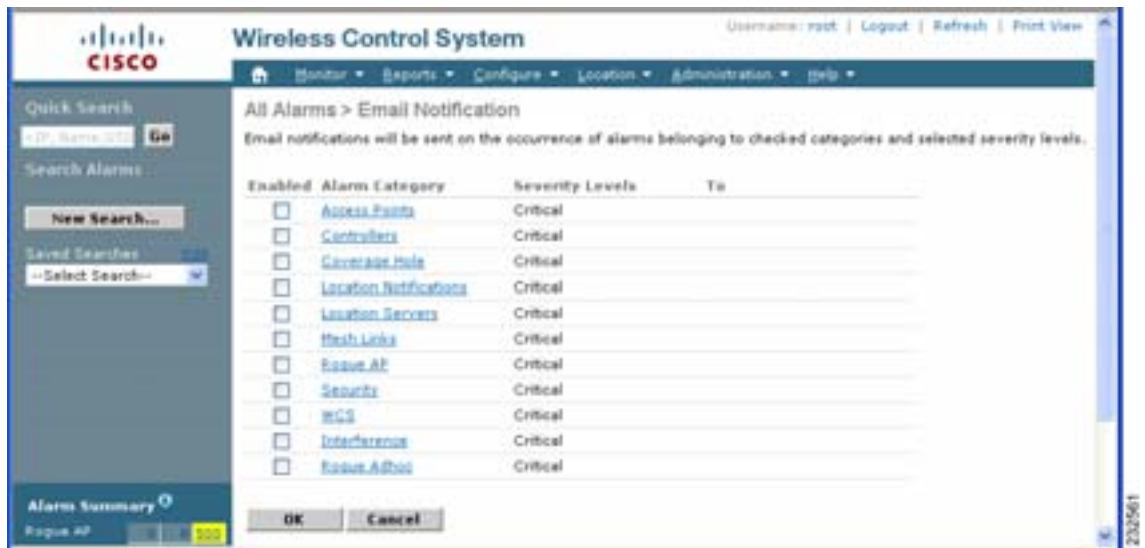 Username: root | Logout | Refresh | Print View
CISCO
Wireless Control System
Monitor Reports Configure Location Administration Help
Quick Search
Go
Search Alarms
New Search...
Saved Searches Edit
--Select Search--
All Alarms > Email Notification
Email notifications will be sent on the occurrence of alarms belonging to checked categories and selected severity levels.
Enabled Alarm Category Severity Levels To
Access Points Critical
Controllers Critical
Coverage Hole Critical
Location Notifications Critical
Location Servers Critical
Mesh Links Critical
Rogue AP Critical
Security Critical
WCS Critical
Interference Critical
Rogue Adhoc Critical
OK Cancel
Alarm Summary
Rogue AP
232561